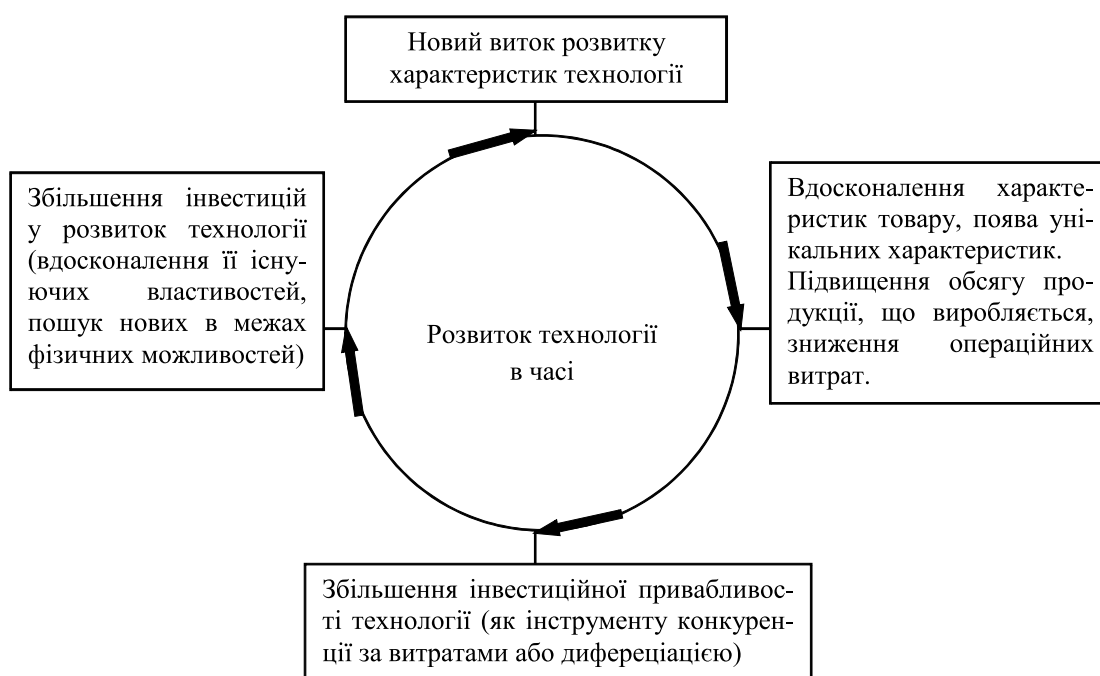 Новий виток розвитку
характеристик технології
Збільшення інвестицій
у розвиток технології
(вдосконалення її існу-
ючих властивостей,
пошук нових в межах
фізичних можливостей)
Вдосконалення характе-
ристик товару, поява уні-
кальних характеристик.
Підвищення обсягу про-
дукції, що виробляється,
зниження операційних
витрат.
Розвиток технології
в часі
Збільшення інвестиційної привабливос-
ті технології (як інструменту конкурен-
ції за витратами або дифереціацією)